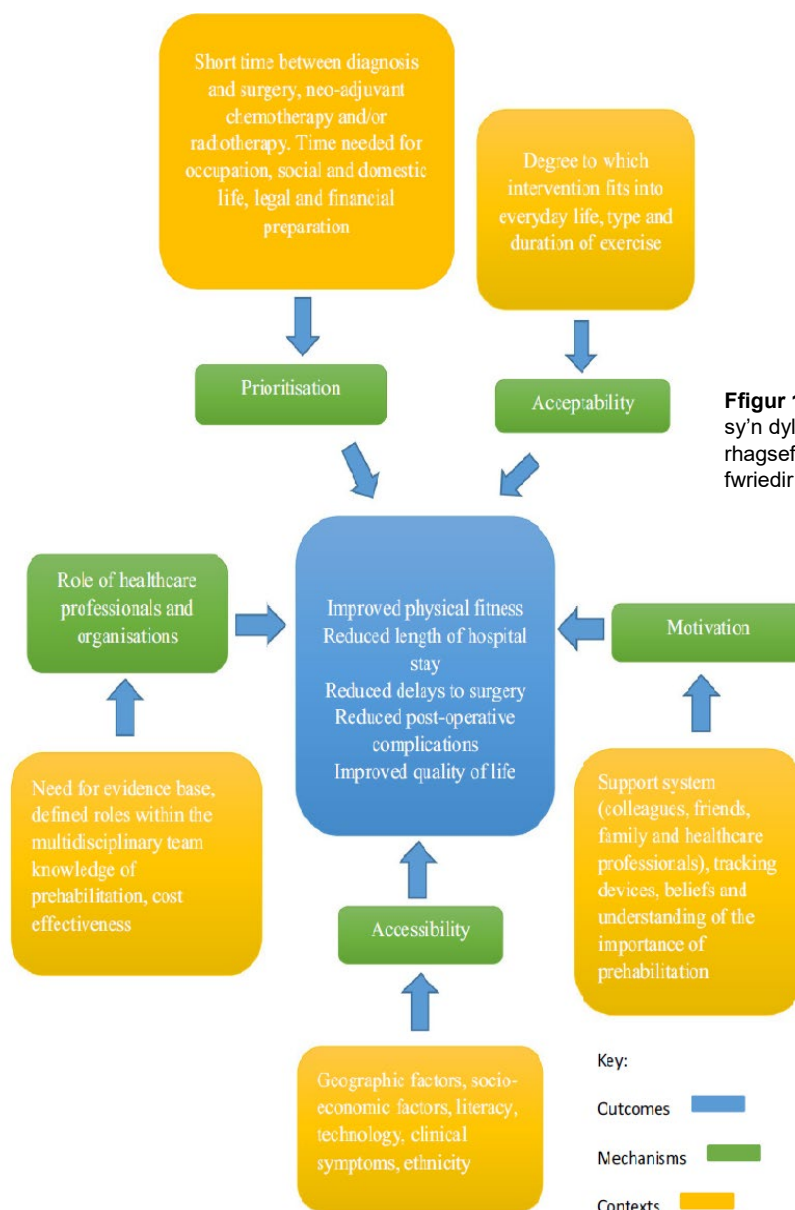 Short time between diagnosis
and surgery, neo-adjuvant
chemotherapy and/or
radiotherapy. Time needed for
occupation, social and domestic
life, legal and financial
preparation
Degree to which
intervention fits into
everyday life, type and
duration of exercise
Prioritisation
Acceptability
Ffigur 1
sy'n dyl
rhagsef
fwriedir
Role of healthcare
professionals and
organisations
Improved physical fitness
Reduced length of hospital
stay
Reduced delays to surgery
Reduced post-operative
complications
Improved quality of life
Motivation
Need for evidence base,
defined roles within the
multidisciplinary team
knowledge of
prehabilitation, cost
effectiveness
Support system
(colleagues, friends,
family and healthcare
professionals), tracking
devices, beliefs and
understanding of the
importance of
prehabilitation
Accessibility
Geographic factors, socio-
economic factors, literacy,
technology, clinical
symptoms, ethnicity
Key:
Outcomes
Mechanisms
Contexts